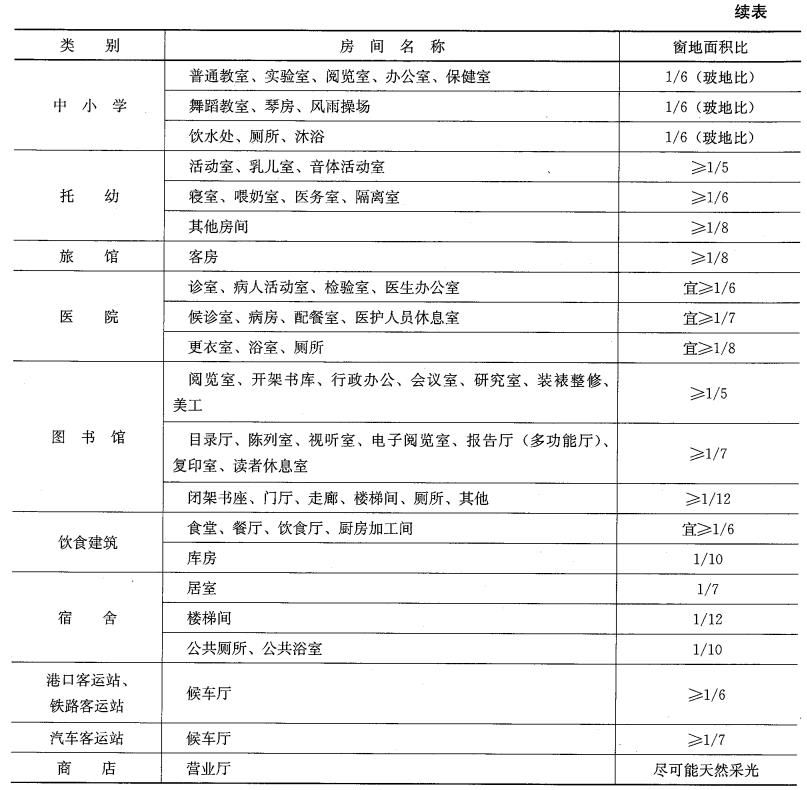 续表
类 别 房 间 名 称 窗地面积比
中 小 学 普通教室、实验室、阅览室、办公室、保健室 1/6（玻地比）
舞蹈教室、琴房、风雨操场 1/6（玻地比）
饮水处、厕所、沐浴 1/6（玻地比）
托 幼 活动室、乳儿室、音体活动室 ≥1/5
寝室、喂奶室、医务室、隔离室 ≥1/6
其他房间 ≥1/8
旅 馆 客房 ≥1/8
医 院 诊室、病人活动室、检验室、医生办公室 宜≥1/6
候诊室、病房、配餐室、医护人员休息室 宜≥1/7
更衣室、浴室、厕所 宜≥1/8
图 书 馆 阅览室、开架书库、行政办公、会议室、研究室、装裱整修、
美工 ≥1/5
目录厅、陈列室、视听室、电子阅览室、报告厅（多功能厅）、
复印室、读者休息室 ≥1/7
闭架书座、门厅、走廊、楼梯间、厕所、其他 ≥1/12
饮食建筑 食堂、餐厅、饮食厅、厨房加工间 宜≥1/6
库房 1/10
宿 舍 居室 1/7
楼梯间 1/12
公共厕所、公共浴室 1/10
港口客运站、
铁路客运站 候车厅 ≥1/6
汽车客运站 候车厅 ≥1/7
商 店 营业厅 尽可能天然采光